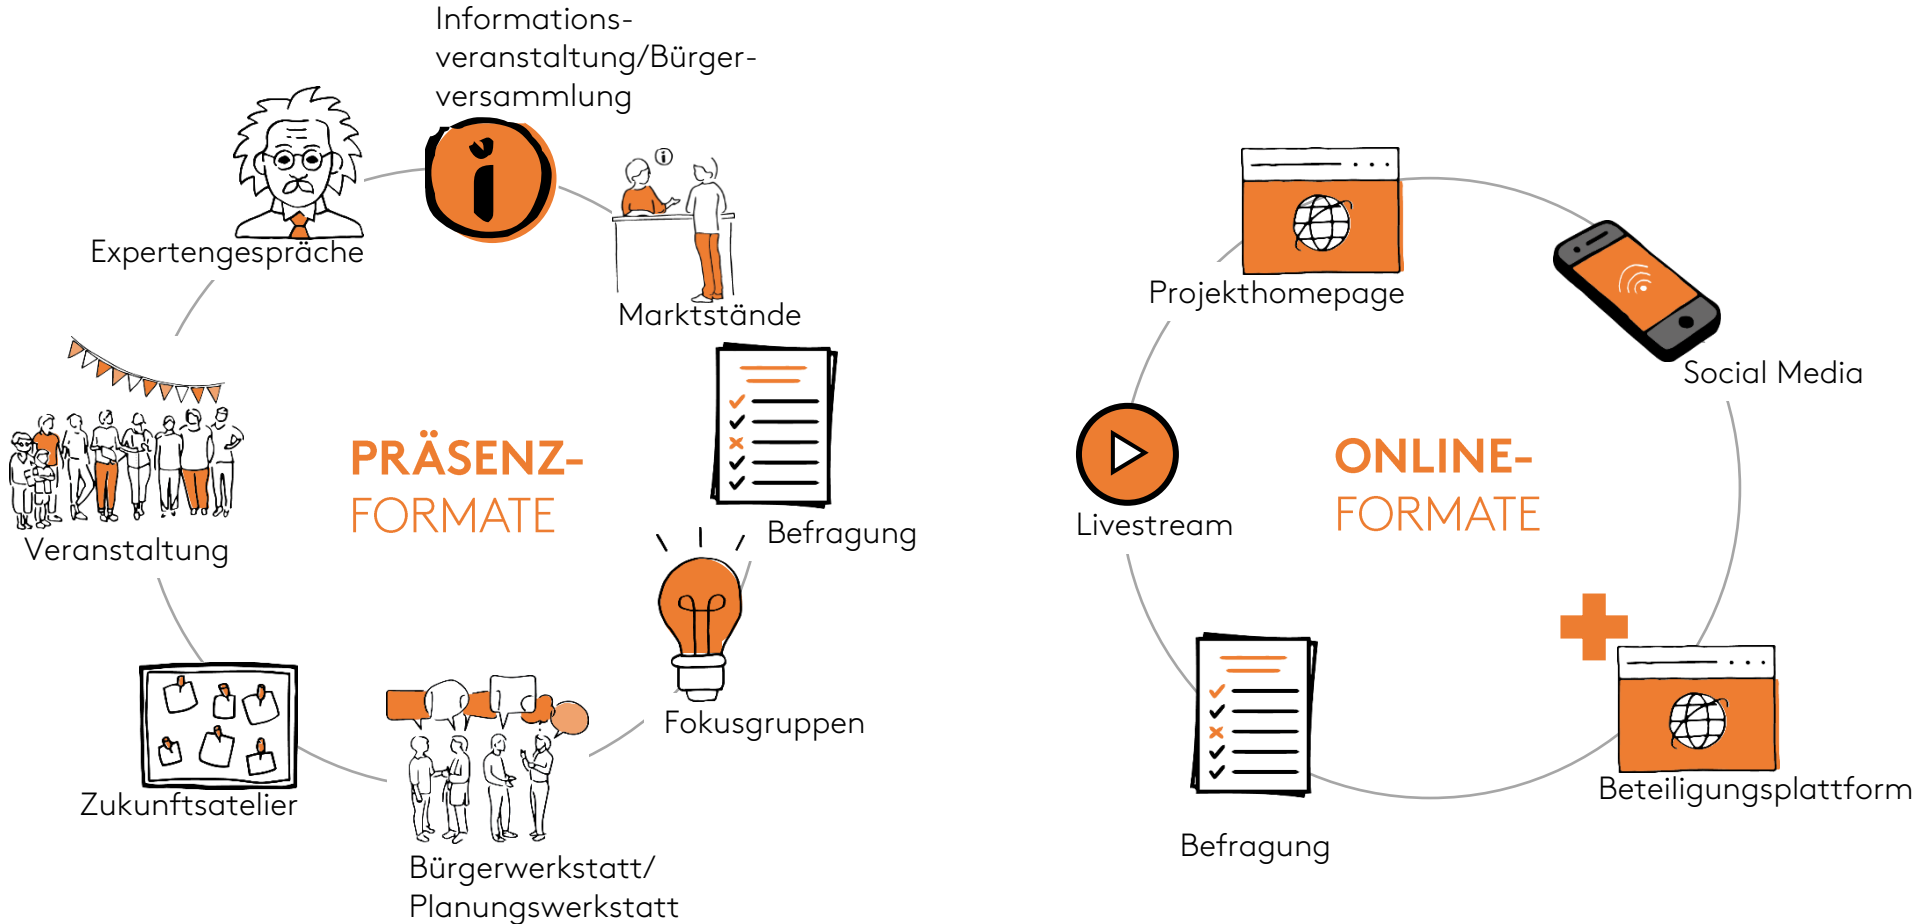 Informations-
veranstaltung/Bürger-
versammlung
Expertengespräche
Marktstände
Veranstaltung
PRÄSENZ-
FORMATE
Befragung
Fokusgruppen
Zukunftsatelier
Bürgerwerkstatt/
Planungswerkstatt
Projekthomepage
Social Media
Livestream
ONLINE-
FORMATE
Beteiligungsplattform
Befragung